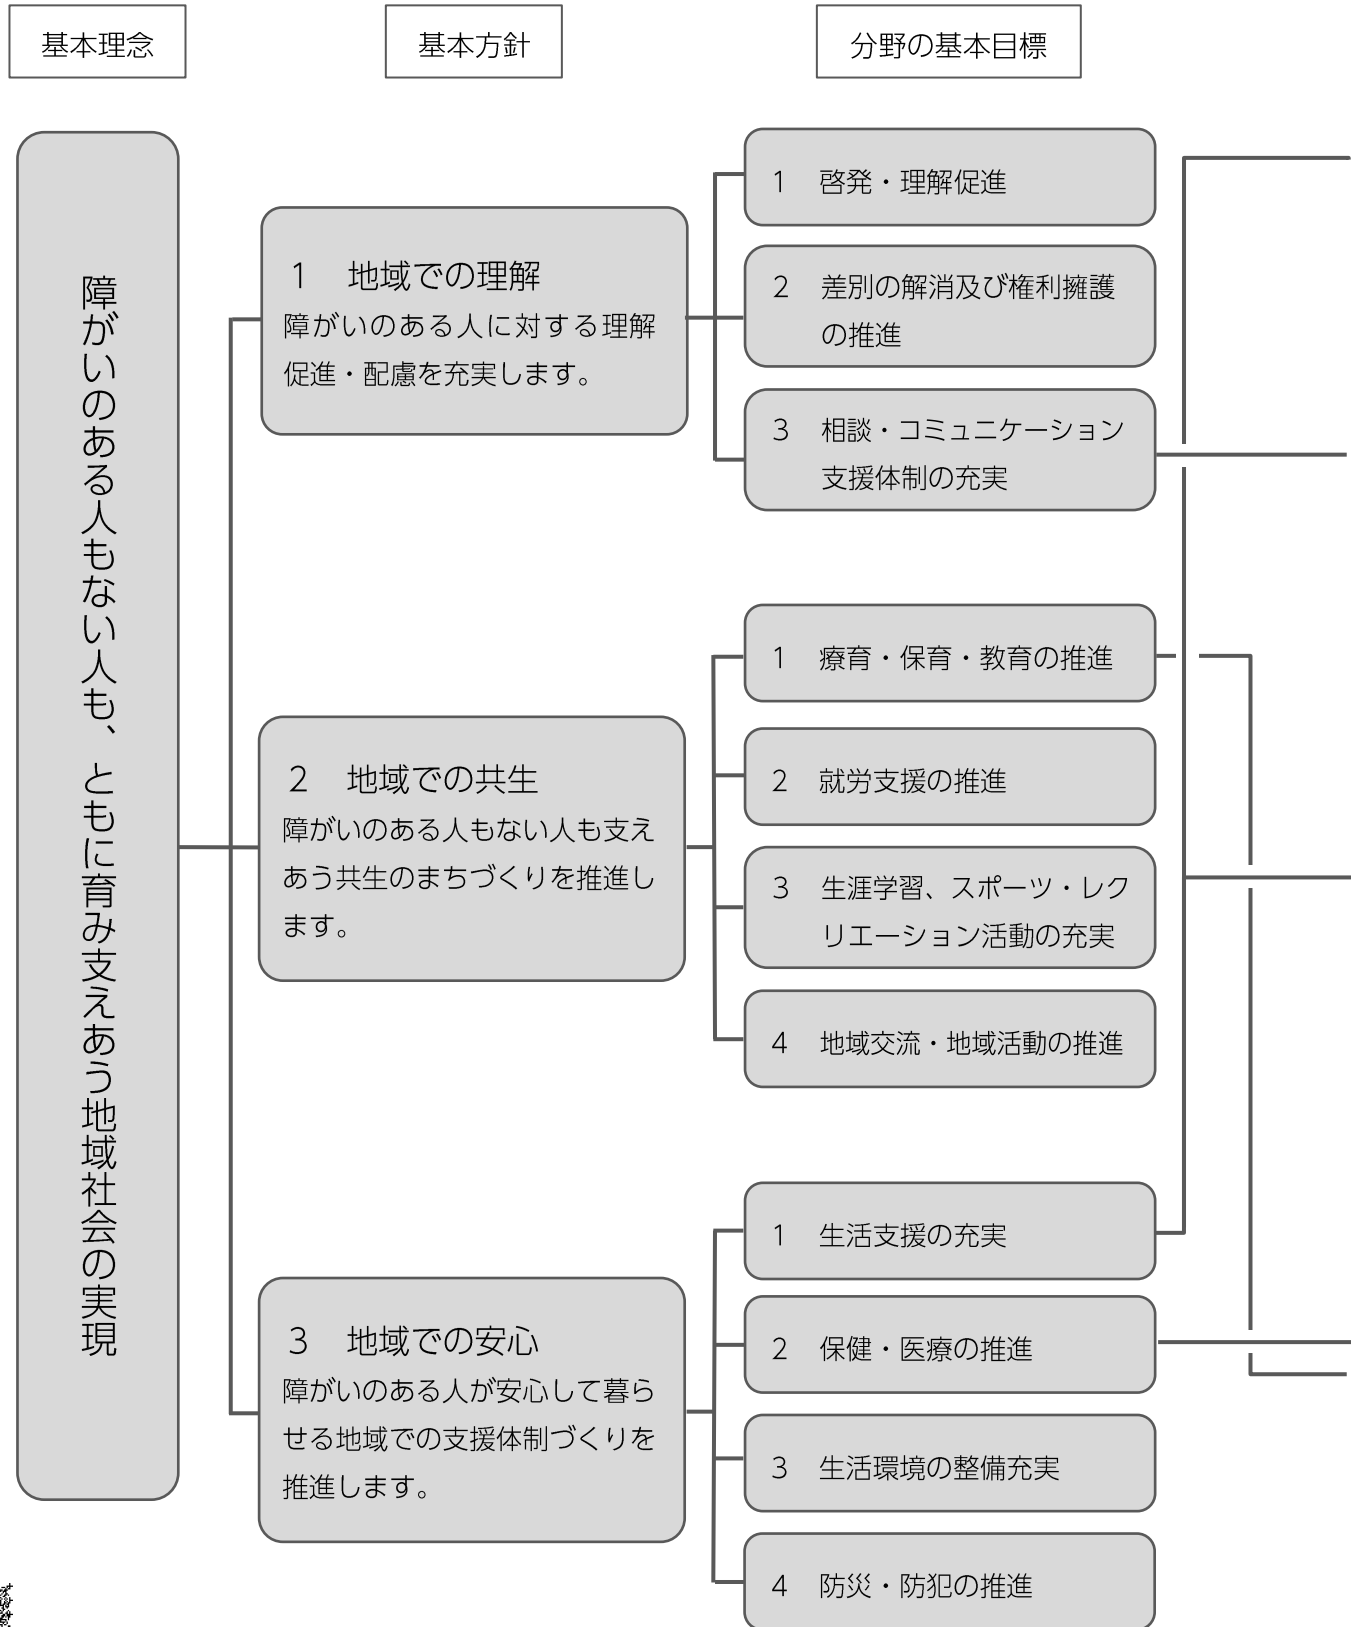 基本理念
基本方針
分野の基本目標
障がいのある人もない人も、ともに育み支えあう地域社会の実現
1　地域での理解
障がいのある人に対する理解
促進・配慮を充実します。
1　啓発・理解促進
2　差別の解消及び権利擁護
の推進
3　相談・コミュニケーション
支援体制の充実
2　地域での共生
障がいのある人もない人も支え
あう共生のまちづくりを推進し
ます。
1　療育・保育・教育の推進
2　就労支援の推進
3　生涯学習、スポーツ・レク
リエーション活動の充実
4　地域交流・地域活動の推進
3　地域での安心
障がいのある人が安心して暮ら
せる地域での支援体制づくりを
推進します。
1　生活支援の充実
2　保健・医療の推進
3　生活環境の整備充実
4　防災・防犯の推進